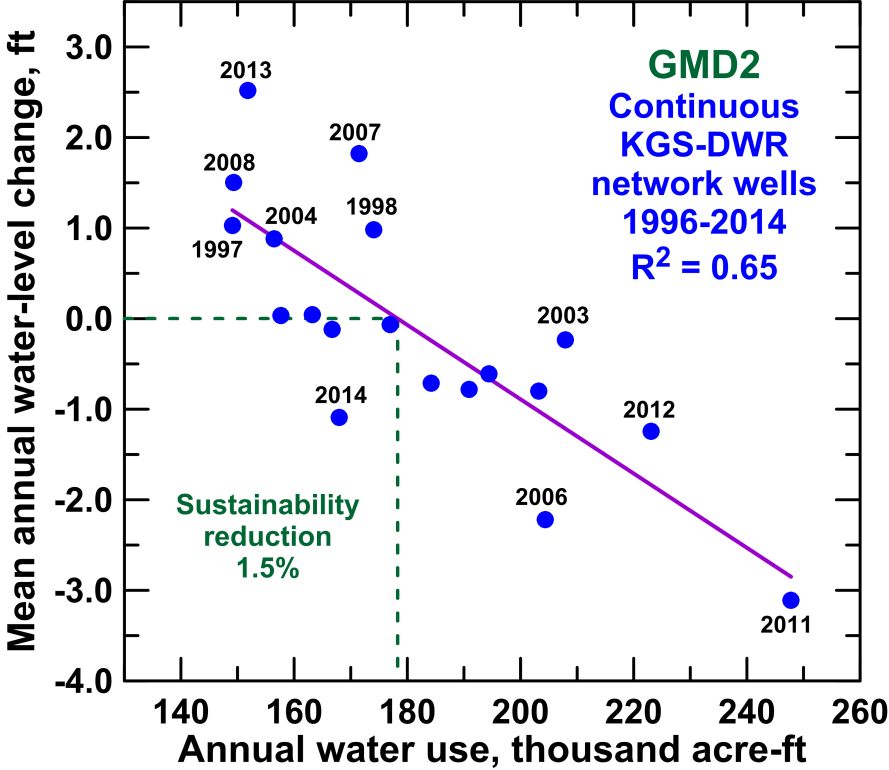 Mean annual water-level change, ft
3.0
2.0
1.0
0.0
-1.0
-2.0
-3.0
-4.0
2013
2007
2008
1998
2004
1997
2003
2014
2012
2006
2011
GMD2
Continuous
KGS-DWR
network wells
1996-2014
R² = 0.65
Sustainability
reduction
1.5%
140 160 180 200 220 240 260
Annual water use, thousand acre-ft